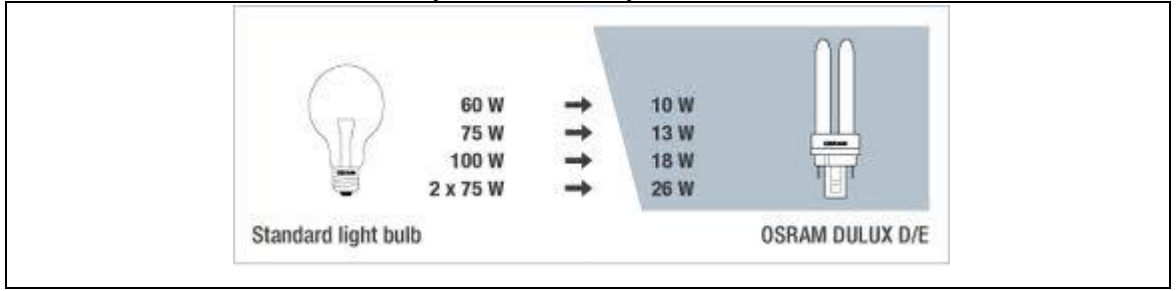 60 W → 10 W
75 W → 13 W
100 W → 18 W
2 x 75 W → 26 W
Standard light bulb
OSRAM DULUX D/E